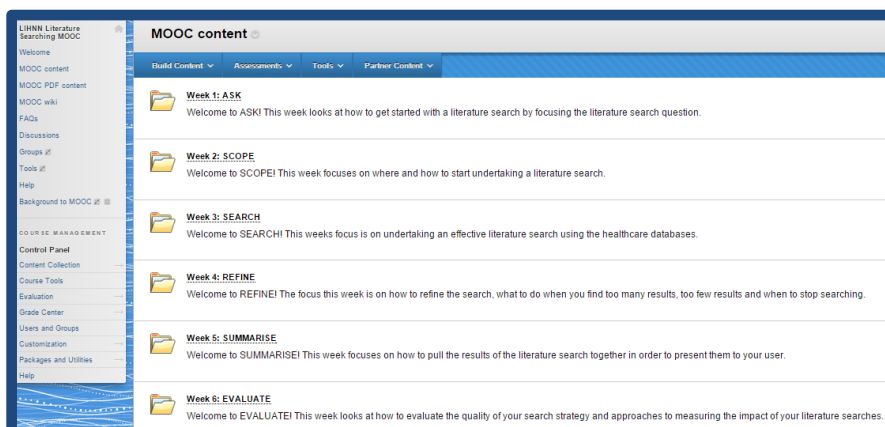 LIHNN Literature
Searching MOOC
Welcome
MOOC content
MOOC PDF content
MOOC wiki
FAQs
Discussions
Groups
Tools
Help
Background to MOOC
COURSE MANAGEMENT
Control Panel
Content Collection
Course Tools
Evaluation
Grade Center
Users and Groups
Customization
Packages and Utilities
Help
MOOC content
Build Content Assessments Tools Partner Content
Week 1: ASK
Welcome to ASK! This week looks at how to get started with a literature search by focusing the literature search question.
Week 2: SCOPE
Welcome to SCOPE! This week focuses on where and how to start undertaking a literature search.
Week 3: SEARCH
Welcome to SEARCH! This weeks focus is on undertaking an effective literature search using the healthcare databases.
Week 4: REFINE
Welcome to REFINE! The focus this week is on how to refine the search, what to do when you find too many results, too few results and when to stop searching.
Week 5: SUMMARISE
Welcome to SUMMARISE! This week focuses on how to pull the results of the literature search together in order to present them to your user.
Week 6: EVALUATE
Welcome to EVALUATE! This week looks at how to evaluate the quality of your search strategy and approaches to measuring the impact of your literature searches.